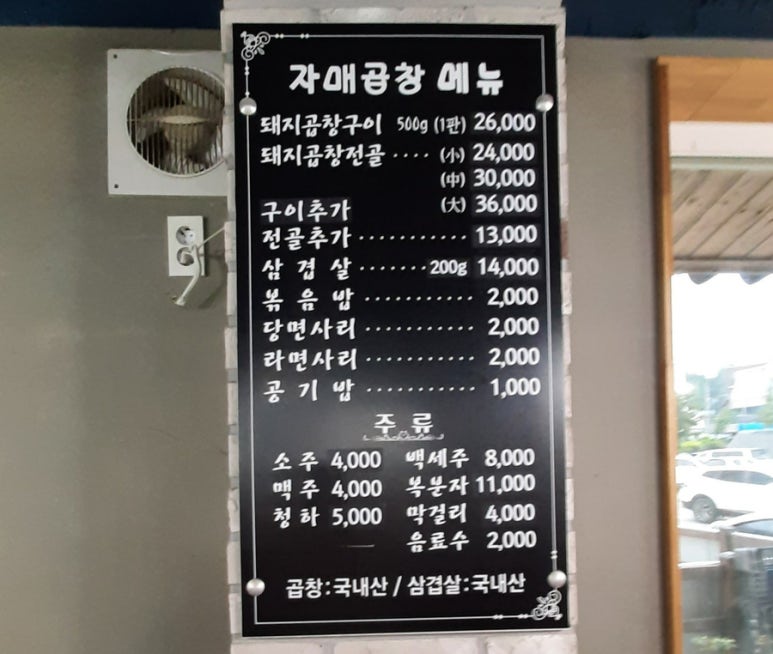 자매곱창 메뉴
돼지곱창구이 500g (1판) 26,000
돼지곱창전골 ···· (小) 24,000
(中) 30,000
구이추가 (大) 36,000
전골추가 ··········· 13,000
삼겹살 ······· 200g 14,000
볶음밥 ··········· 2,000
당면사리 ··········· 2,000
라면사리 ··········· 2,000
공기밥 ··········· 1,000
주류
소주 4,000 백세주 8,000
맥주 4,000 복분자 11,000
청하 5,000 막걸리 4,000
음료수 2,000
곱창:국내산 / 삼겹살:국내산